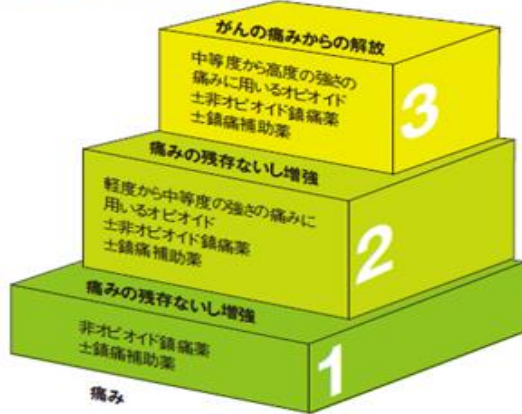 がんの痛みからの解放
中等度から高度の強さの
痛みに用いるオピオイド
±非オピオイド鎮痛薬
±鎮痛補助薬
3
痛みの残存ないし増強
軽度から中等度の強さの痛みに
用いるオピオイド
±非オピオイド鎮痛薬
±鎮痛補助薬
2
痛みの残存ないし増強
非オピオイド鎮痛薬
±鎮痛補助薬
1
痛み